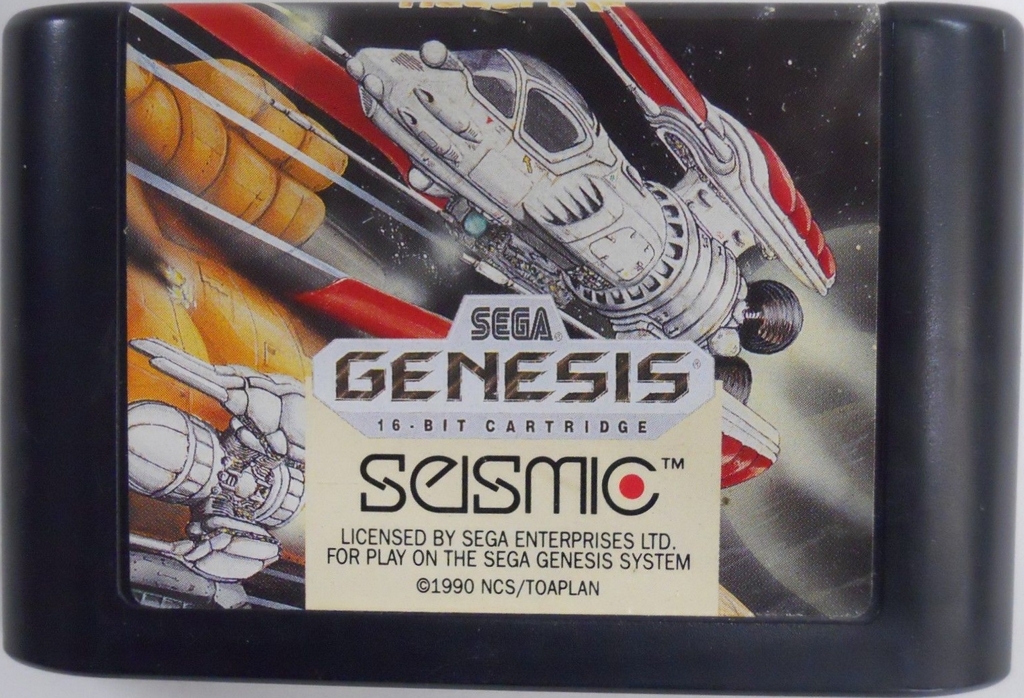 SEGA®
GENESIS®
16-BIT CARTRIDGE
SEISMIC™
LICENSED BY SEGA ENTERPRISES LTD.
FOR PLAY ON THE SEGA GENESIS SYSTEM
©1990 NCS/TOAPLAN